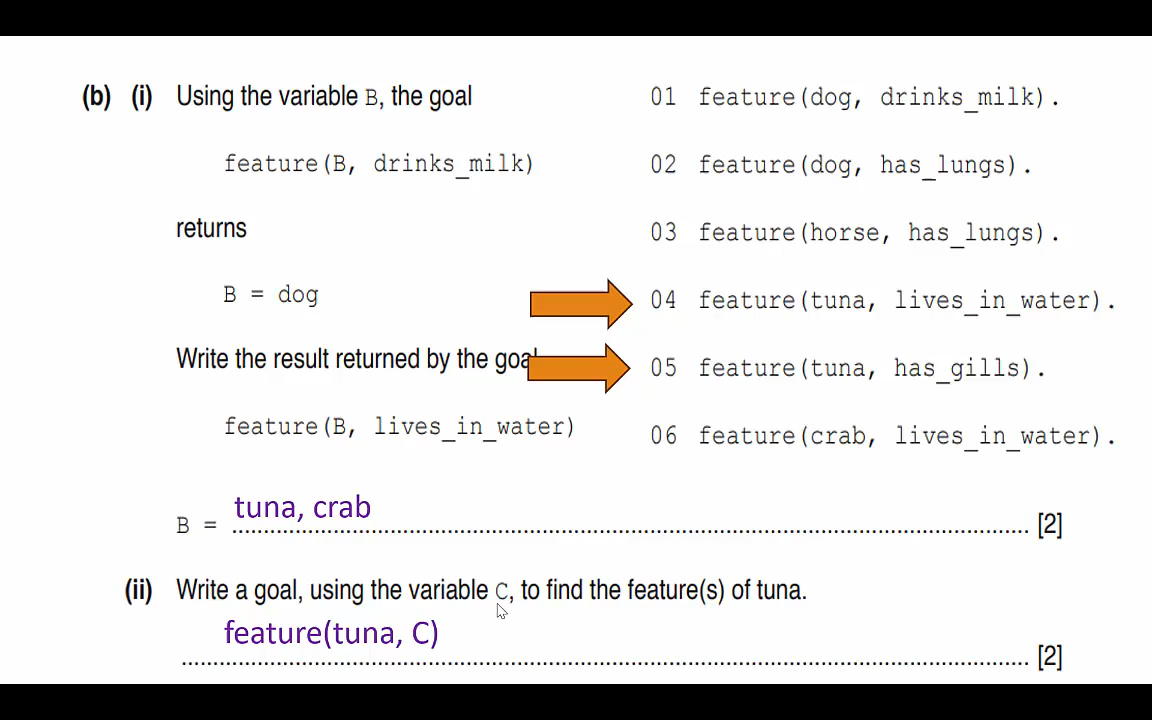 (b) (i) Using the variable B, the goal
feature(B, drinks_milk)
returns
B = dog
Write the result returned by the goal
feature(B, lives_in_water)
B = tuna, crab [2]
(ii) Write a goal, using the variable C, to find the feature(s) of tuna.
feature(tuna, C)
[2]
01 feature(dog, drinks_milk).
02 feature(dog, has_lungs).
03 feature(horse, has_lungs).
04 feature(tuna, lives_in_water).
05 feature(tuna, has_gills).
06 feature(crab, lives_in_water).